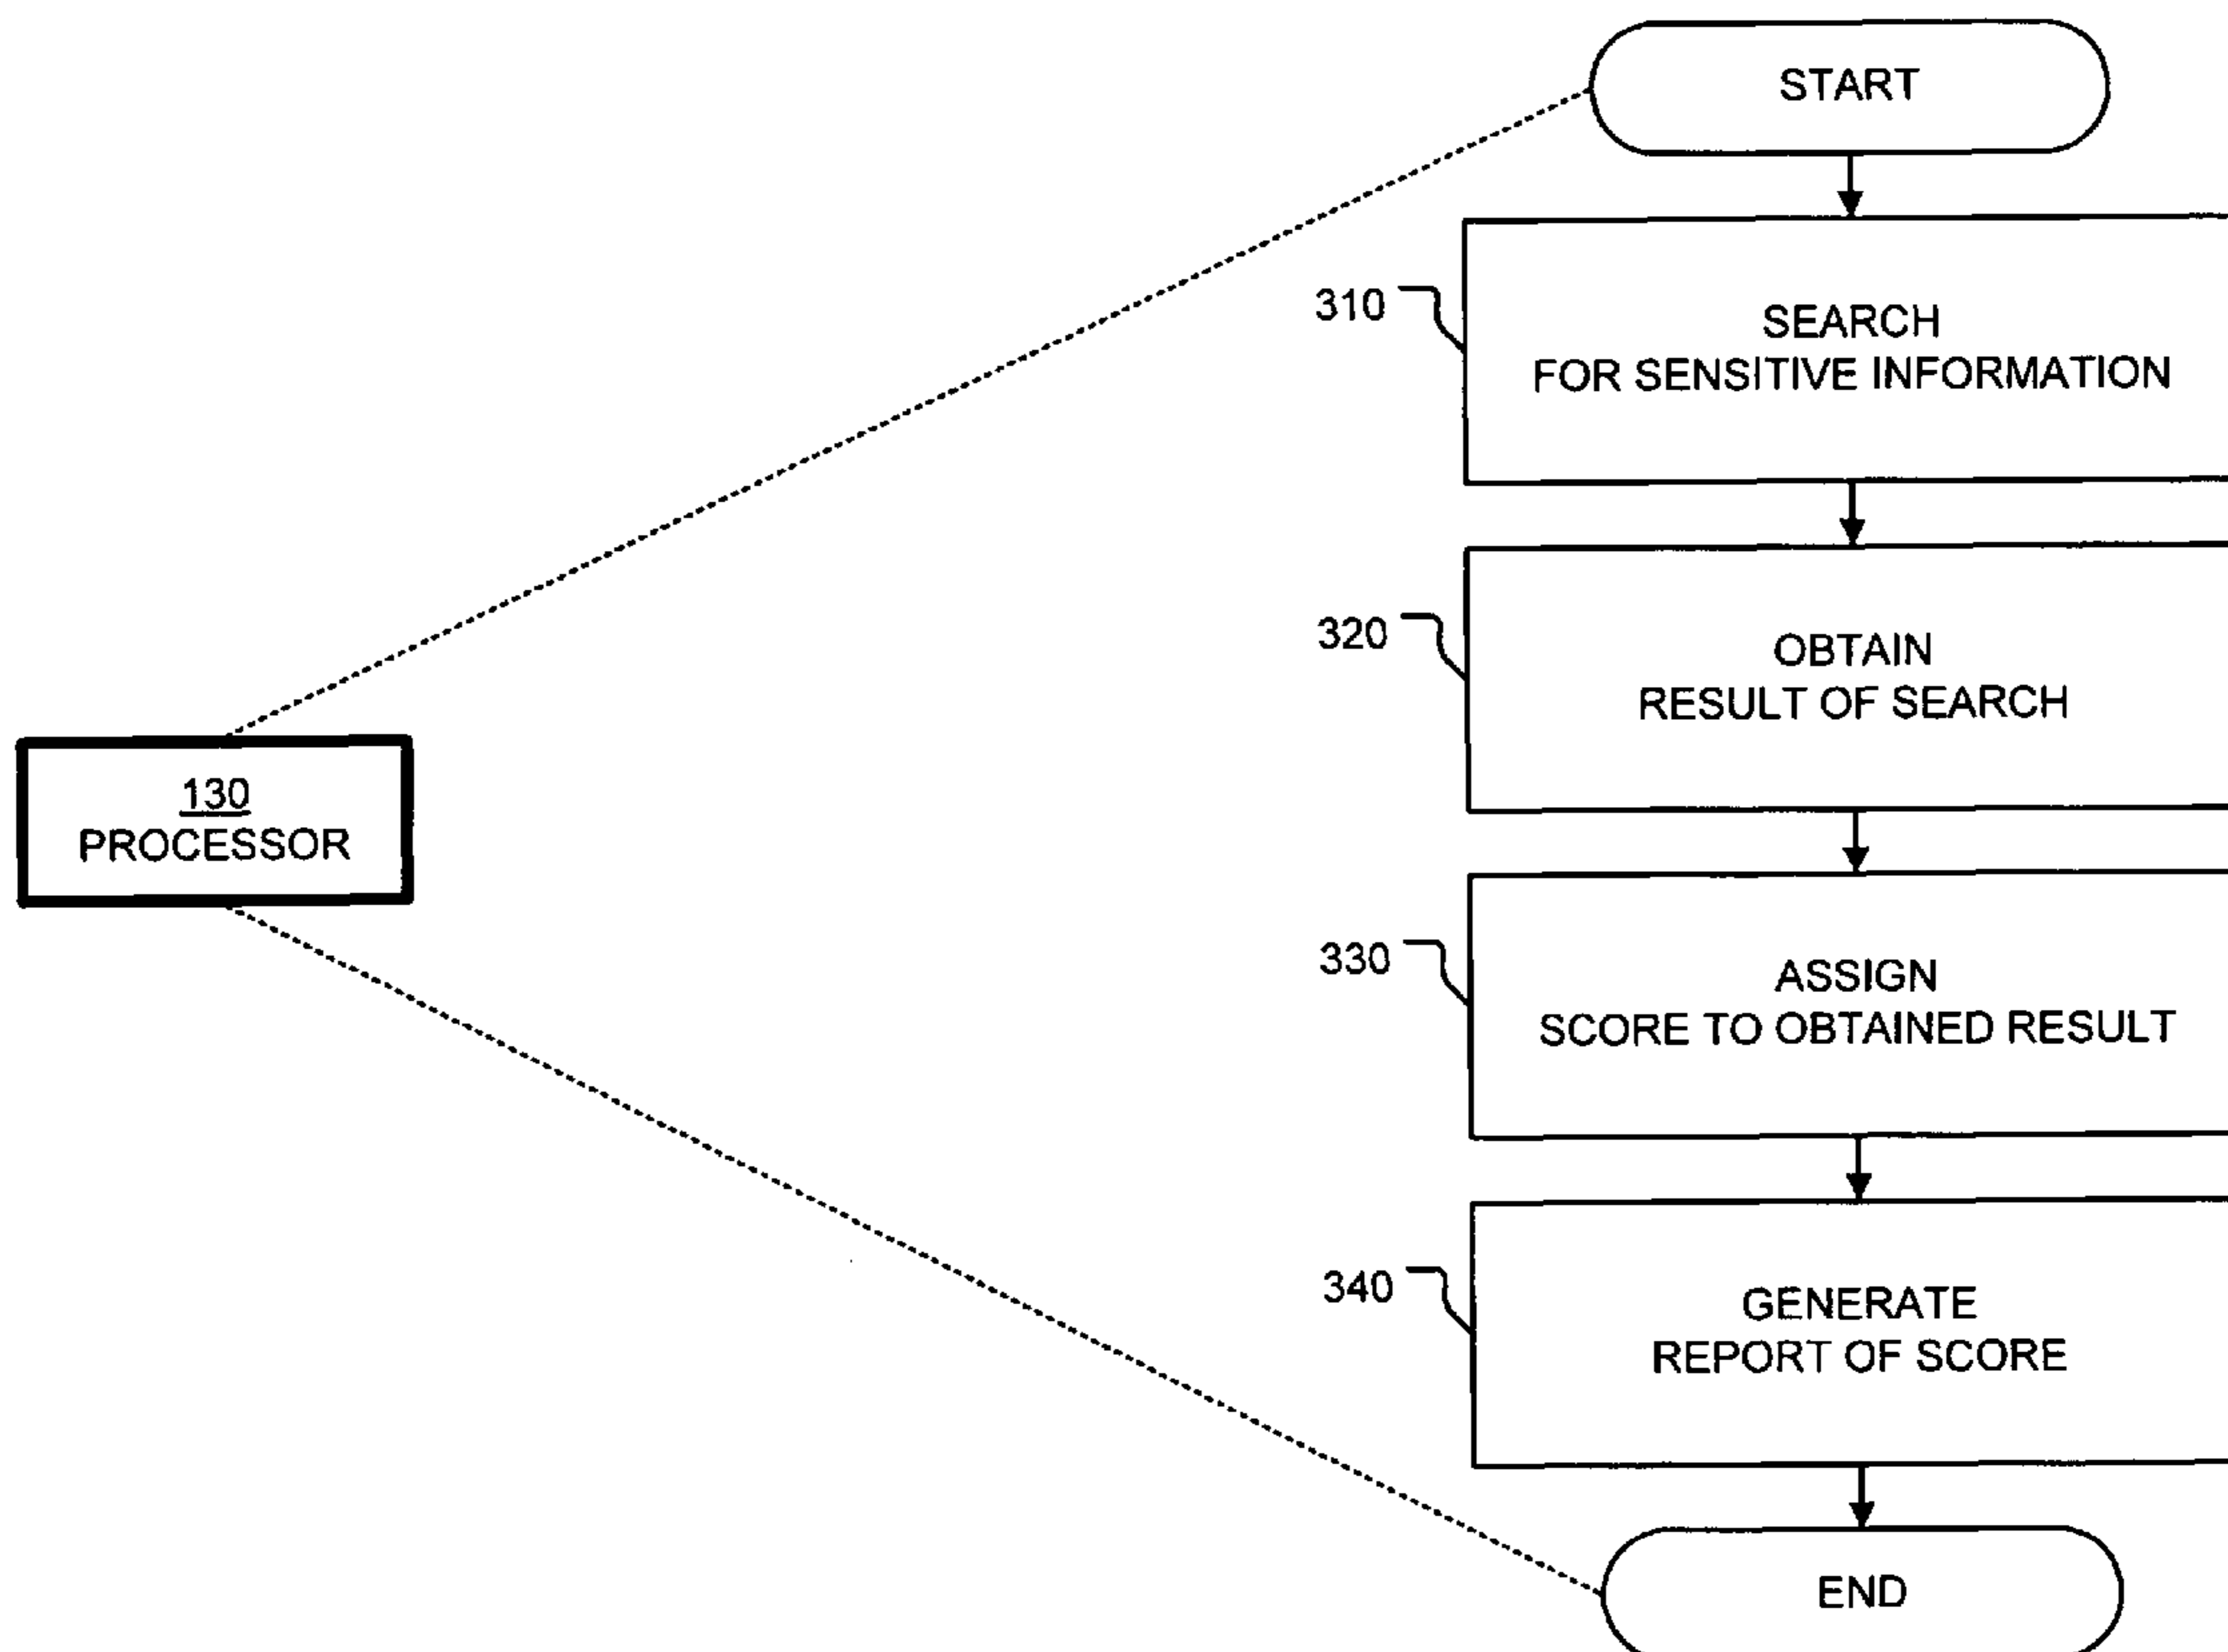 START
310
SEARCH
FOR SENSITIVE INFORMATION
320
OBTAIN
RESULT OF SEARCH
130
PROCESSOR
330
ASSIGN
SCORE TO OBTAINED RESULT
340
GENERATE
REPORT OF SCORE
END